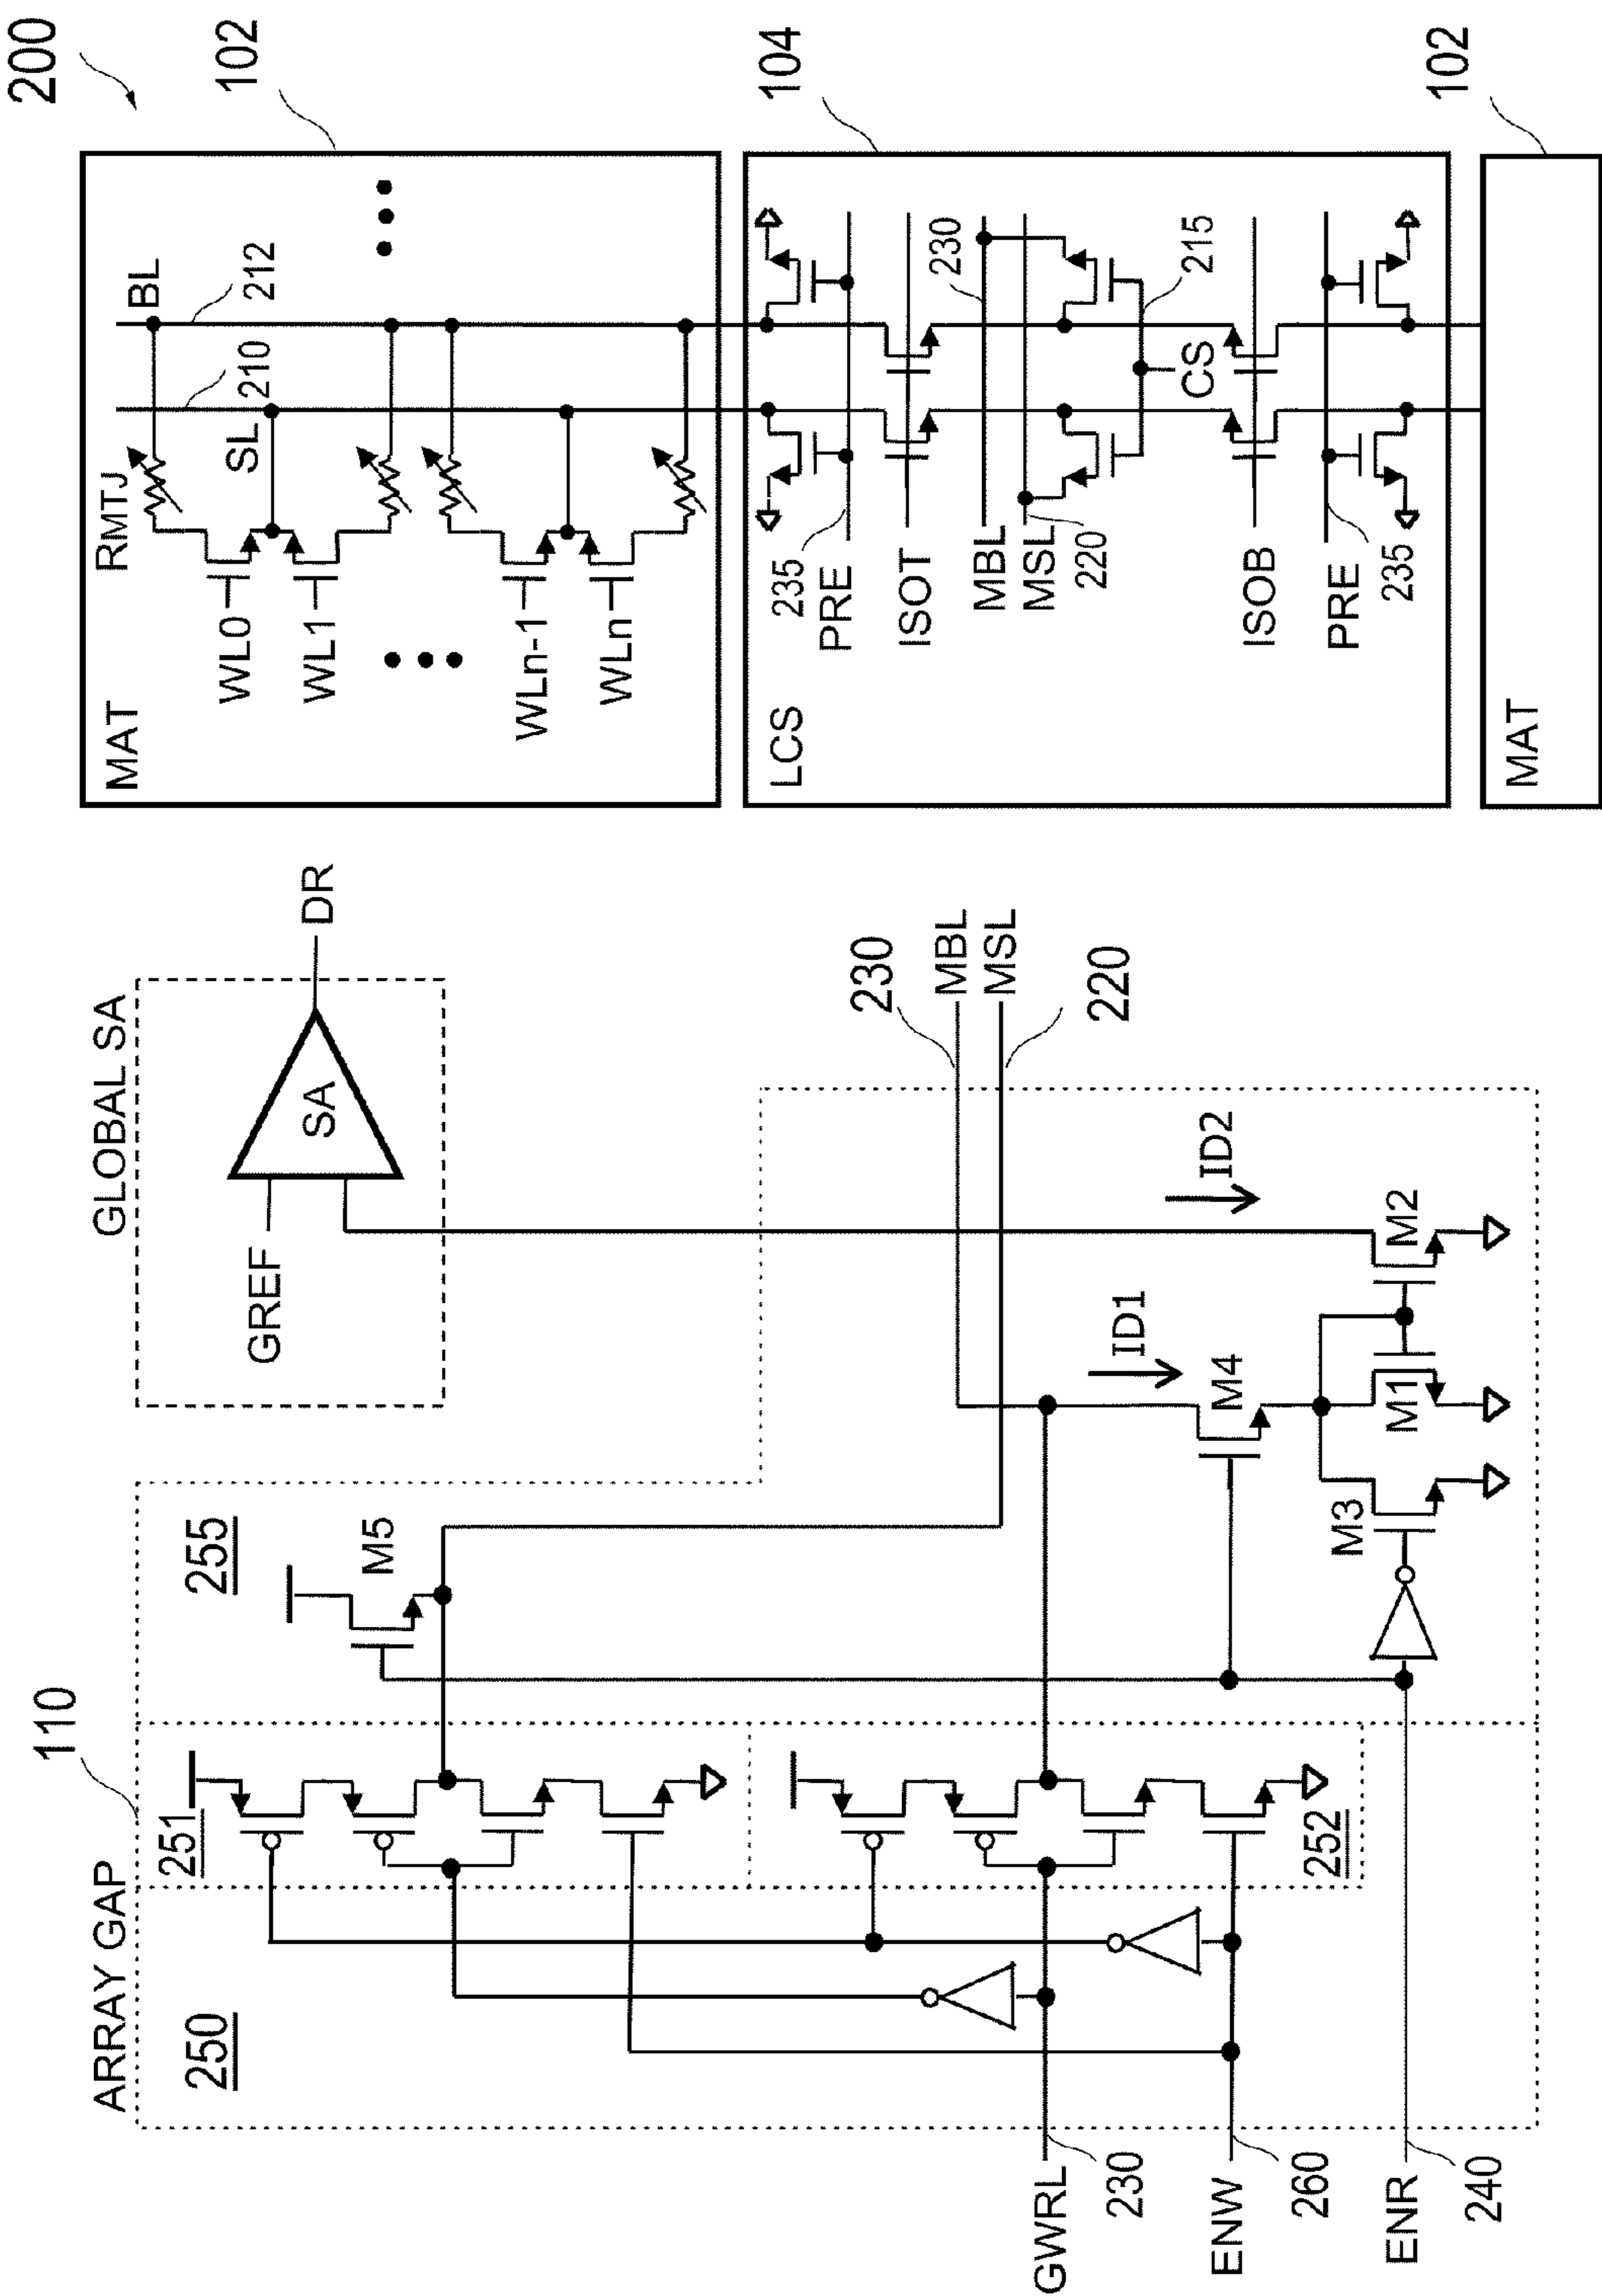 200
102
MAT
RMTJ
SL
210
BL
212
WL0
WL1
WLn-1
WLn
104
LCS
235
PRE
ISOT
230
MBL
MSL
220
215
CS
ISOB
PRE
235
102
MAT
GLOBAL SA
GREF
SA
DR
230
MBL
MSL
220
ARRAY GAP
110
250
251
252
255
M5
ID1
ID2
M4
M3
M1
M2
GWRL
230
ENW
260
ENR
240